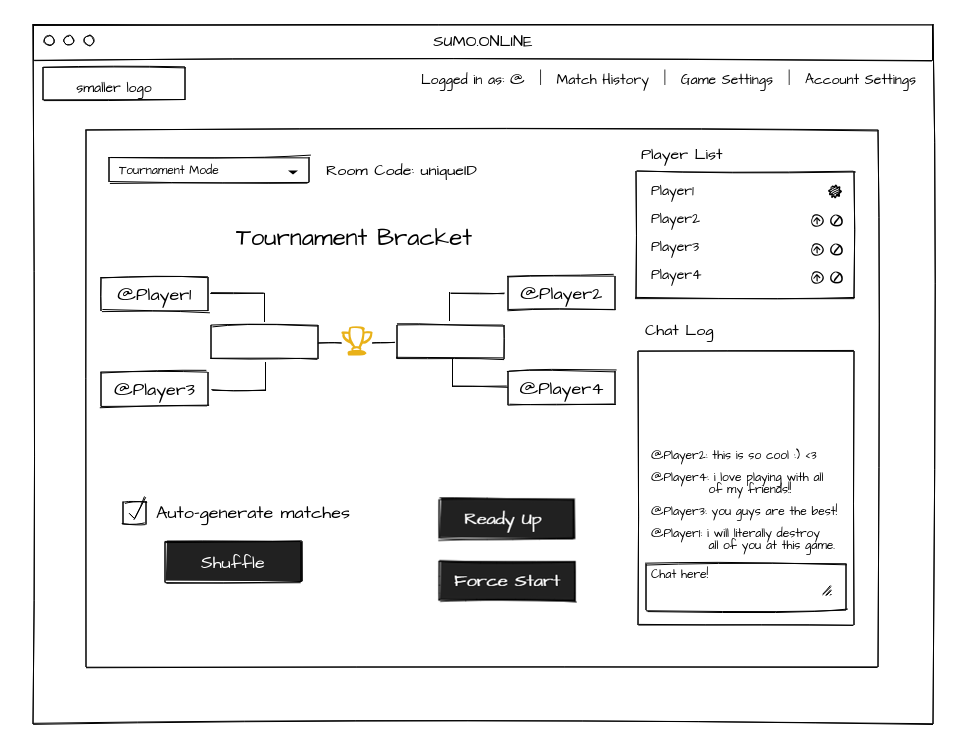 SUMO.ONLINE
smaller logo
Logged in as: @ | Match History | Game Settings | Account Settings
Tournament Mode
Room Code: uniqueID
Tournament Bracket
@Player1
@Player2
@Player3
@Player4
Auto-generate matches
Shuffle
Ready Up
Force Start
Player List
Player1
Player2
Player3
Player4
Chat Log
@Player2: this is so cool :) <3
@Player4: i love playing with all
of my friends!!
@Player3: you guys are the best!
@Player1: i will literally destroy
all of you at this game.
Chat here!